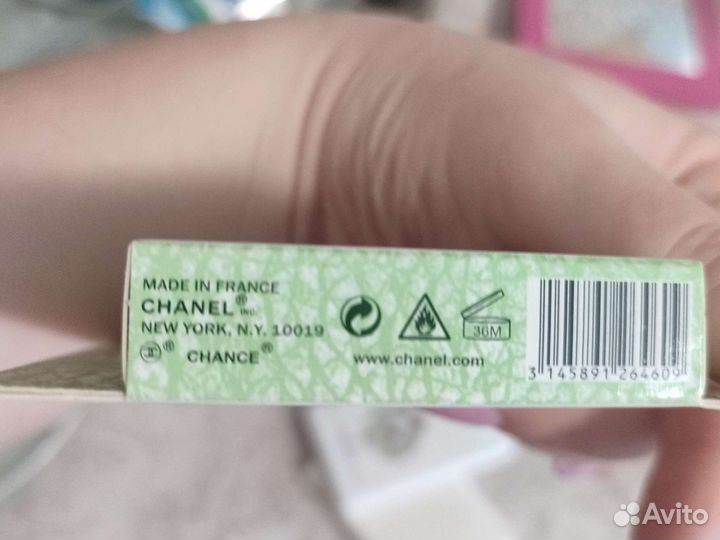 MADE IN FRANCE
CHANEL® INC.
NEW YORK, N.Y. 10019
® CHANCE®
36M
www.chanel.com
3 145891 264609
Avito